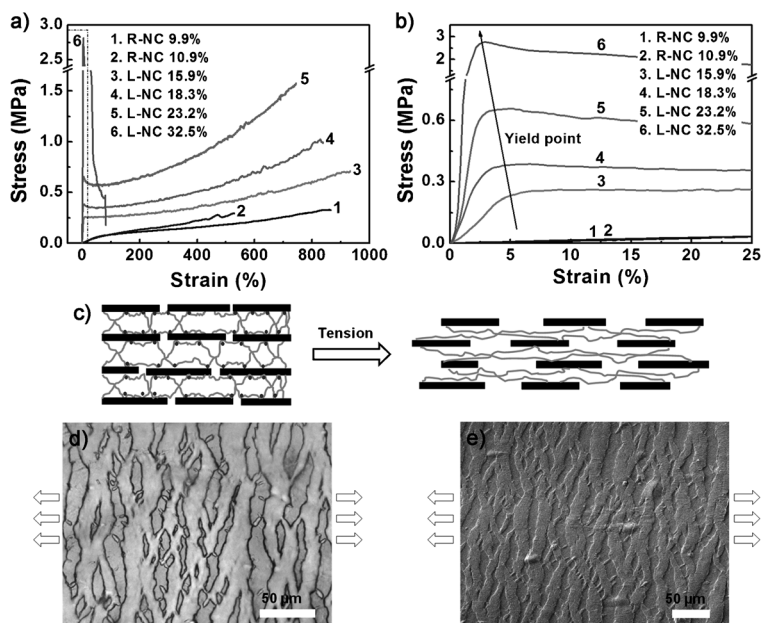 a)
3.0
2.5
2.0
1.5
1.0
0.5
0.0
Stress (MPa)
6
1. R-NC 9.9%
2. R-NC 10.9%
3. L-NC 15.9%
4. L-NC 18.3%
5. L-NC 23.2%
6. L-NC 32.5%
5
4
3
2
1
0 200 400 600 800 1000
Strain (%)
b)
3
2
0.6
0.3
0.0
Stress (MPa)
1. R-NC 9.9%
2. R-NC 10.9%
3. L-NC 15.9%
4. L-NC 18.3%
5. L-NC 23.2%
6. L-NC 32.5%
6
5
Yield point
4
3
1 2
0 5 10 15 20 25
Strain (%)
c)
Tension
d)
50 μm
e)
50 μm